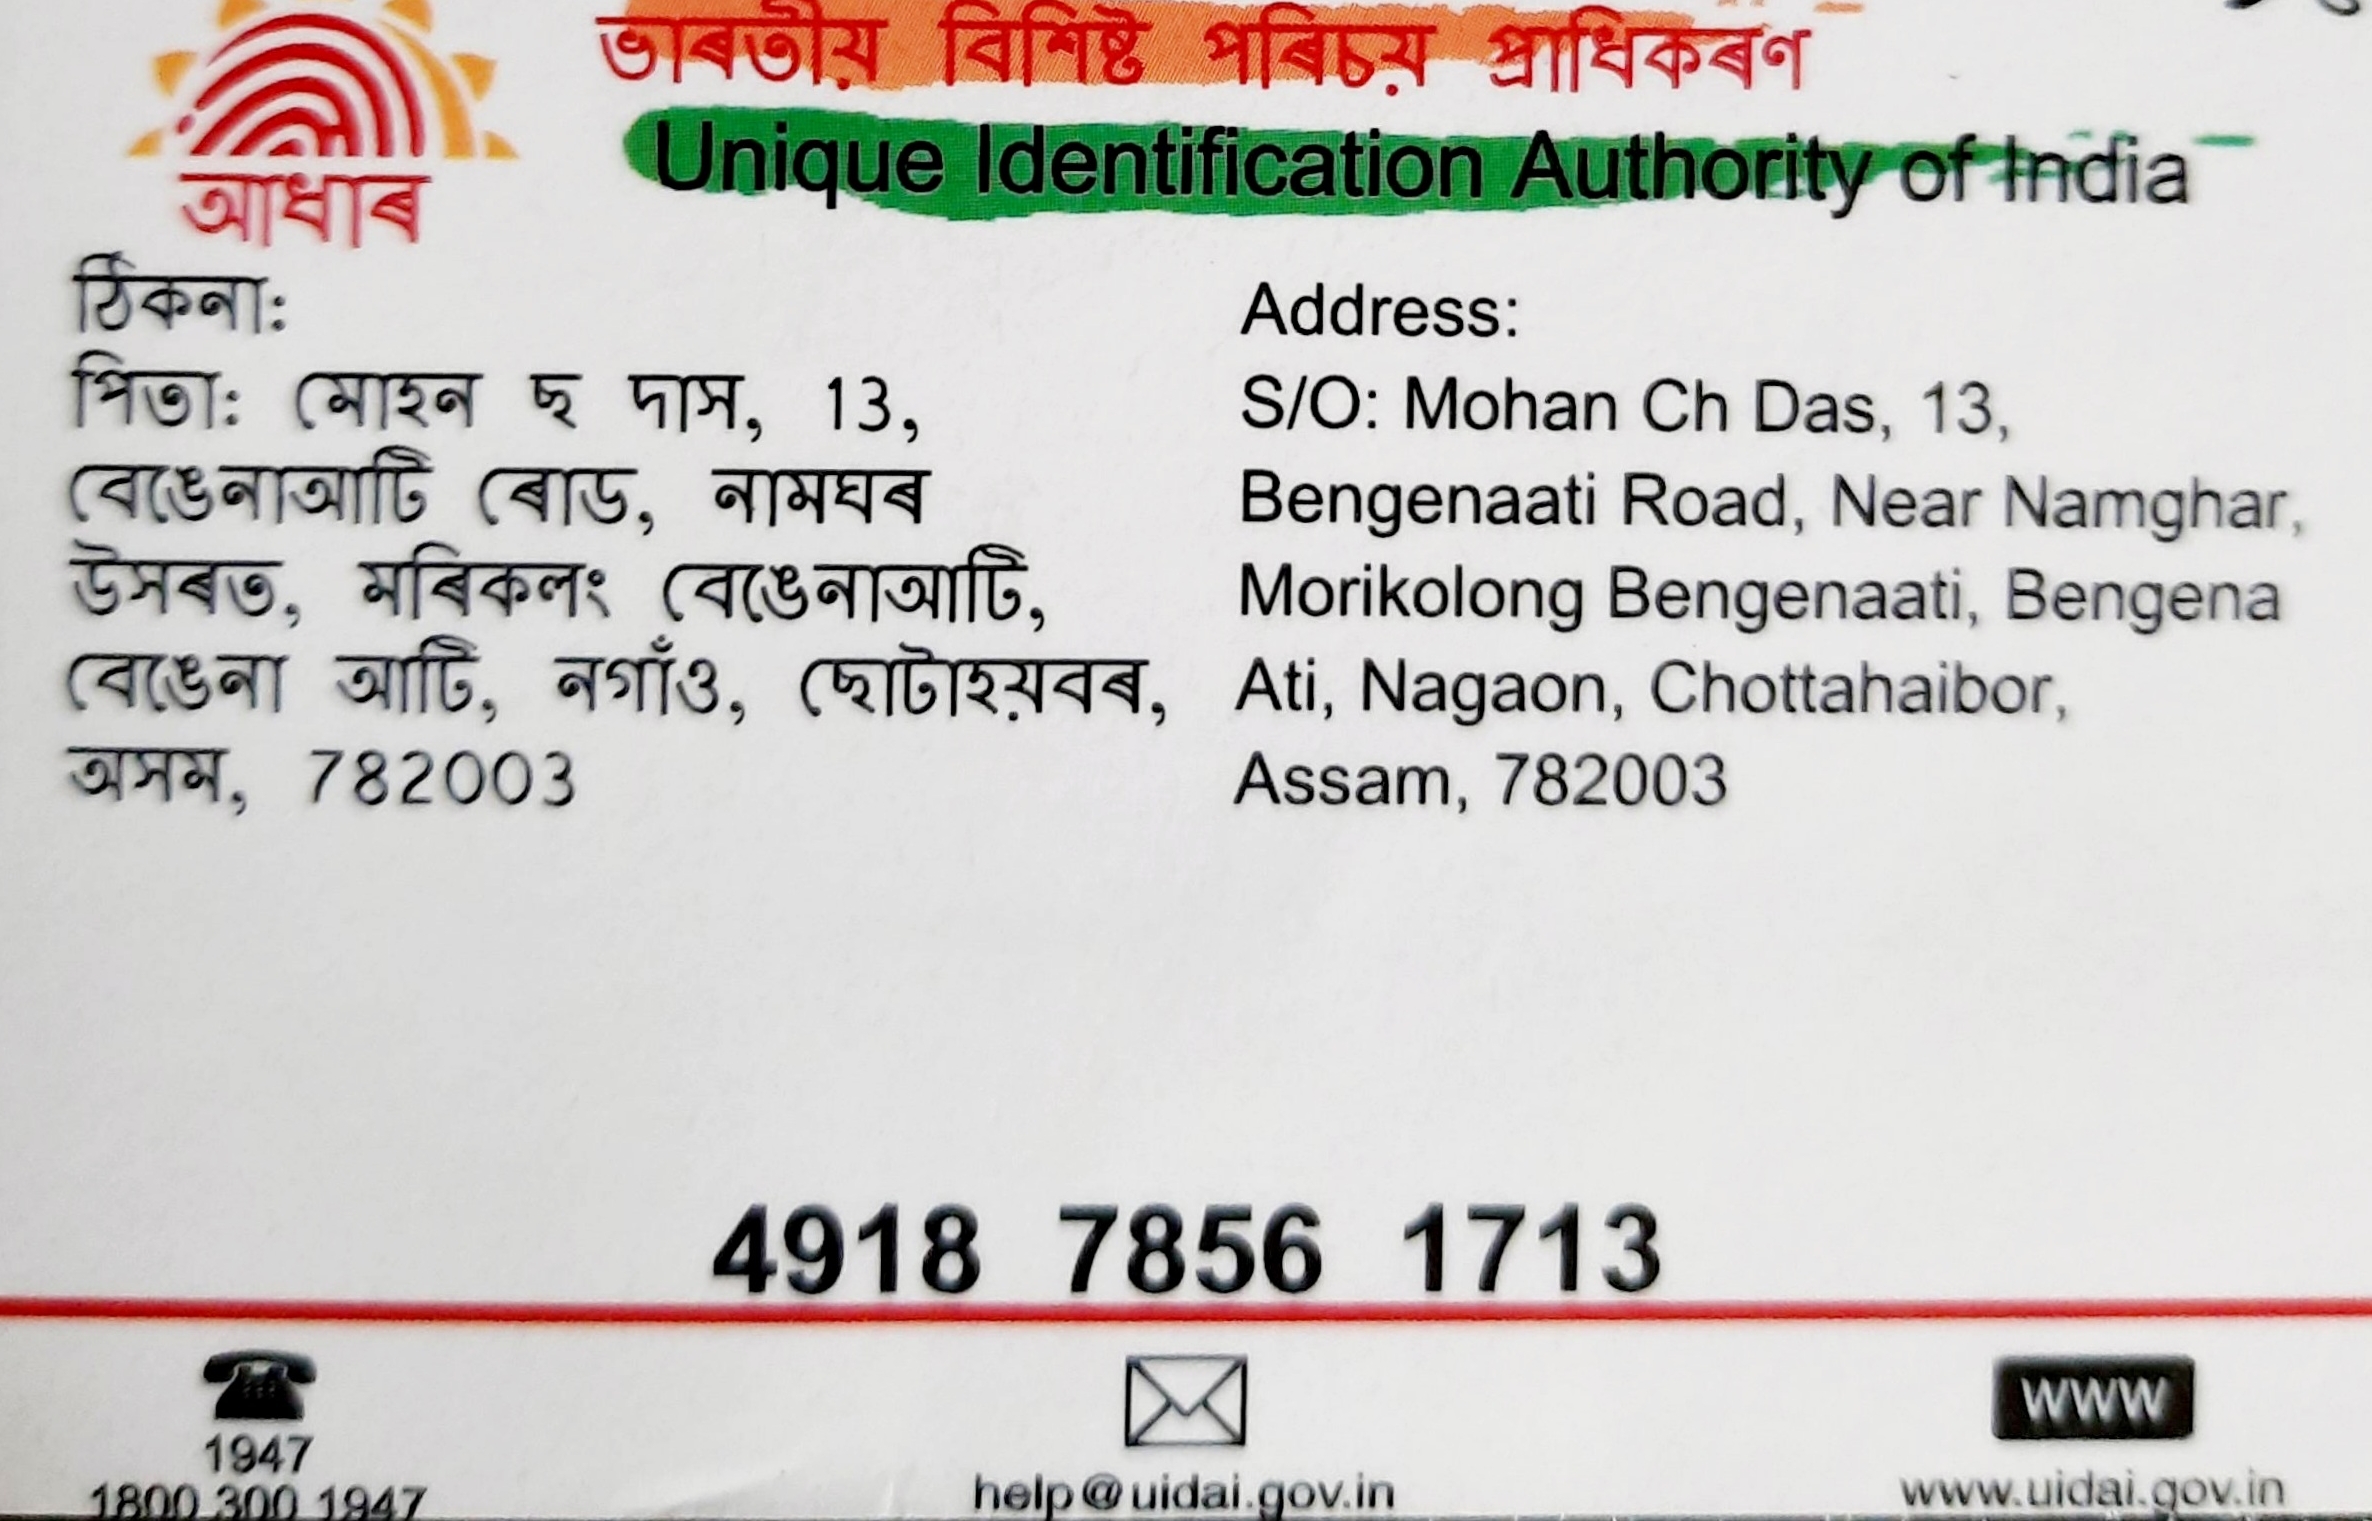 ভাৰতীয় বিশিষ্ট পৰিচয় প্ৰাধিকৰণ
Unique Identification Authority of India
আধাৰ
ঠিকনা:
পিতা: মোহন ছ দাস, 13,
বেঙেনাআটি ৰোড, নামঘৰ
উসৰত, মৰিকলং বেঙেনাআটি,
বেঙেনা আটি, নগাঁও, ছোটাহয়বৰ,
অসম, 782003
Address:
S/O: Mohan Ch Das, 13,
Bengenaati Road, Near Namghar,
Morikolong Bengenaati, Bengena
Ati, Nagaon, Chottahaibor,
Assam, 782003
4918 7856 1713
1947
1800 300 1947
help@uidai.gov.in
WWW
www.uidai.gov.in